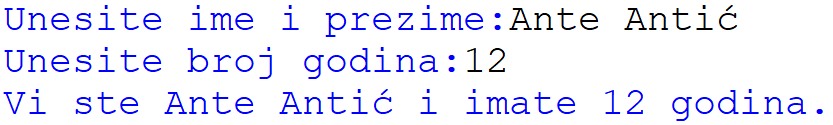 Unesite ime i prezime:Ante Antić
Unesite broj godina:12
Vi ste Ante Antić i imate 12 godina.